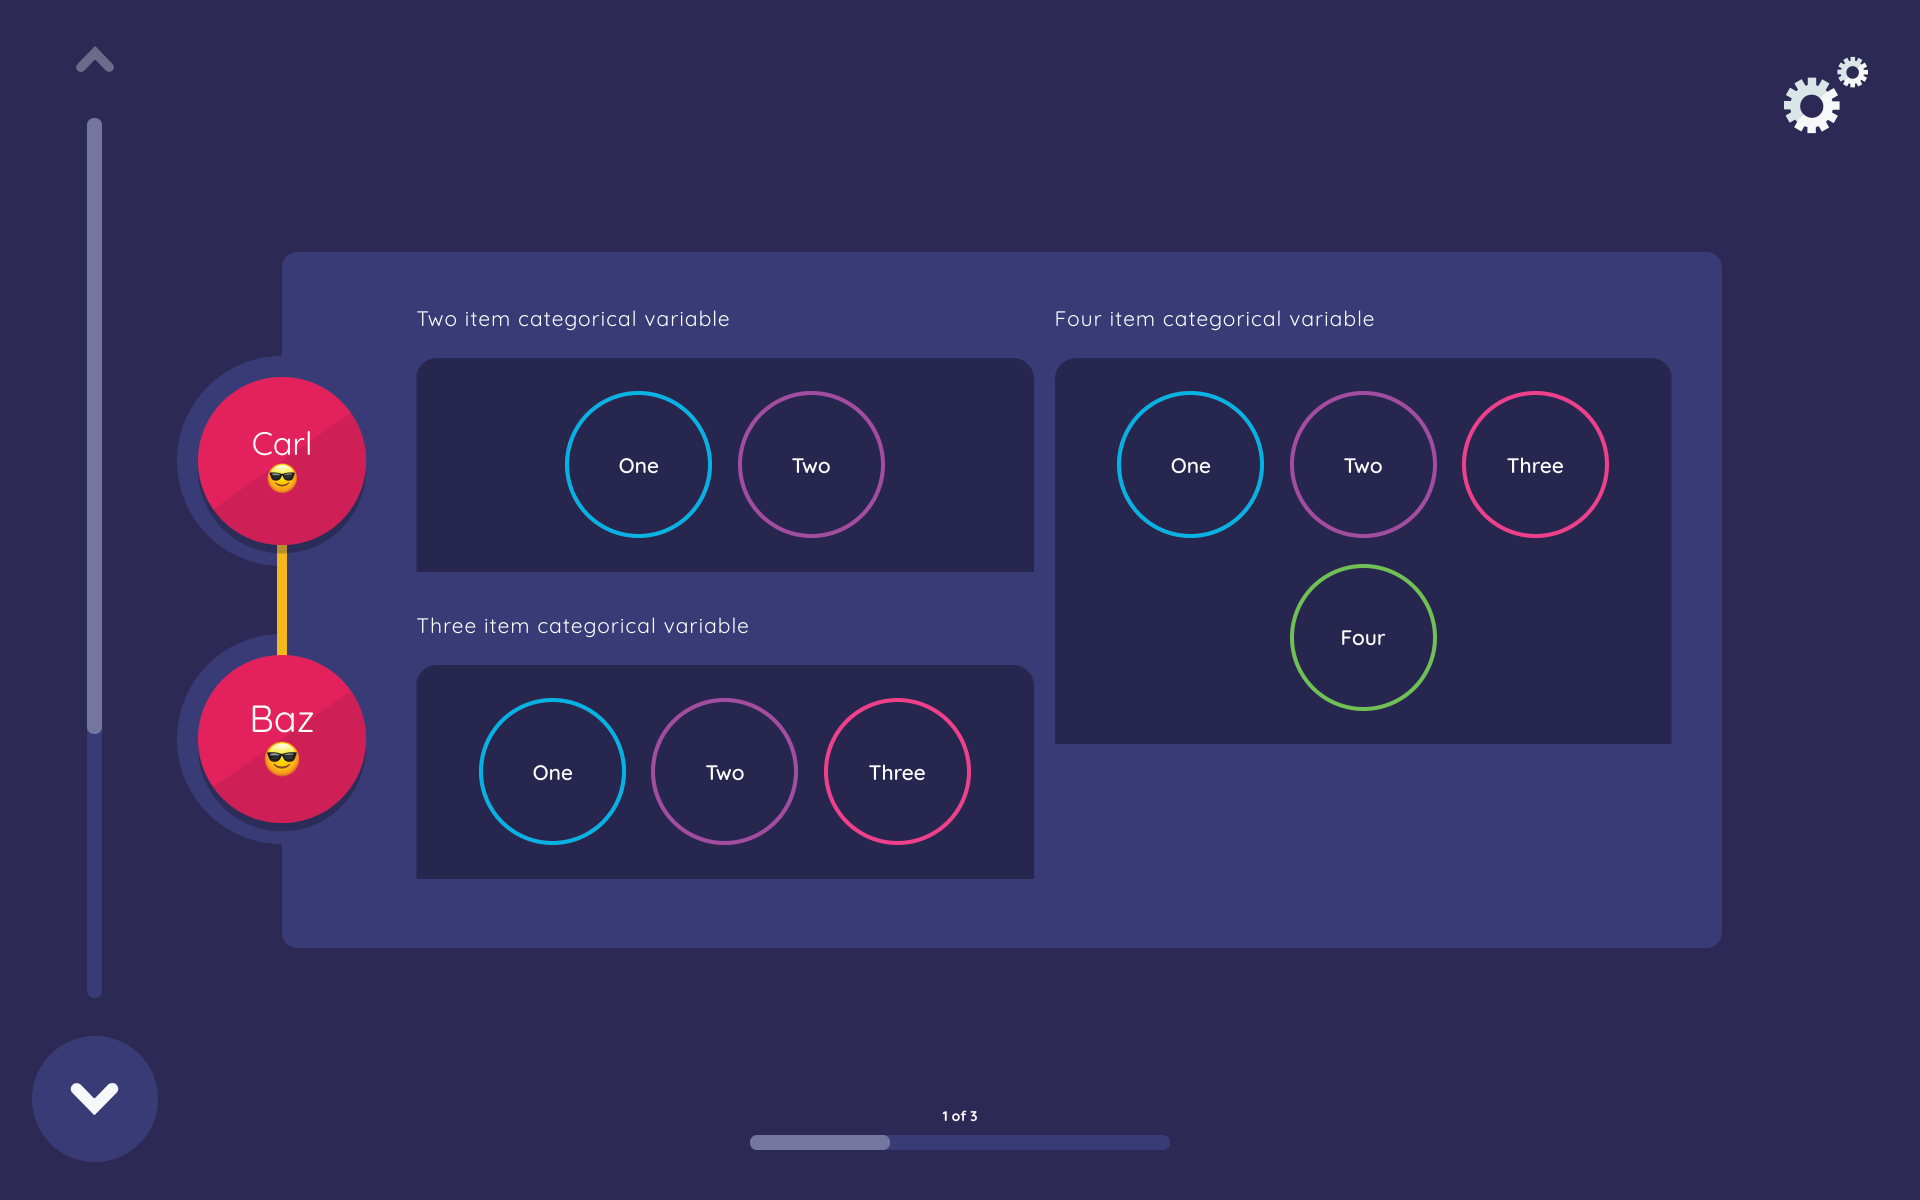 Carl
😎
Baz
😎
Two item categorical variable
One
Two
Three item categorical variable
One
Two
Three
Four item categorical variable
One
Two
Three
Four
1 of 3